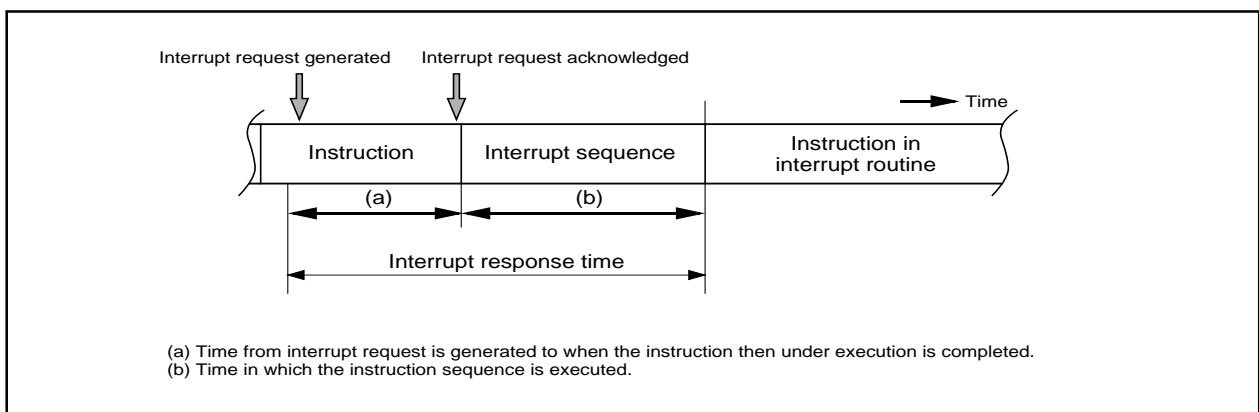 Interrupt request generated
Interrupt request acknowledged
Time
Instruction
Interrupt sequence
Instruction in
interrupt routine
(a)
(b)
Interrupt response time
(a) Time from interrupt request is generated to when the instruction then under execution is completed.
(b) Time in which the instruction sequence is executed.